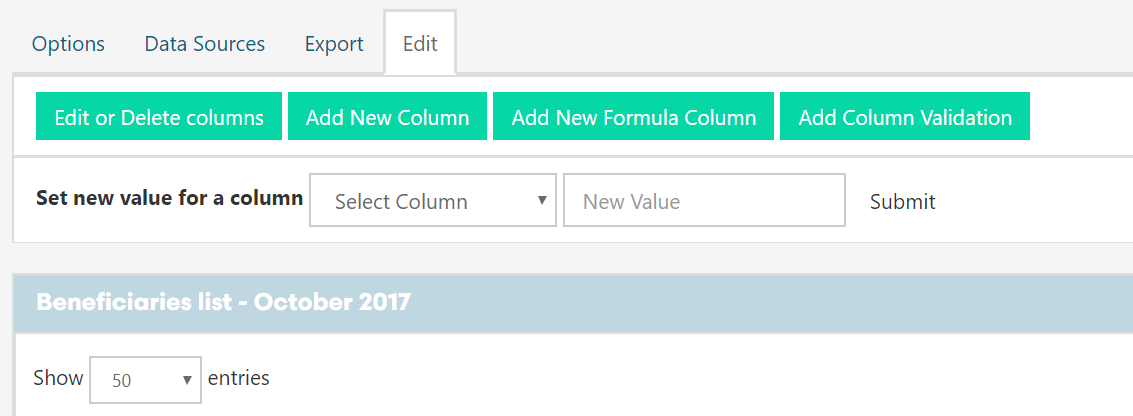 Options Data Sources Export Edit
Edit or Delete columns Add New Column Add New Formula Column Add Column Validation
Set new value for a column Select Column New Value Submit
Beneficiaries list - October 2017
Show 50 entries